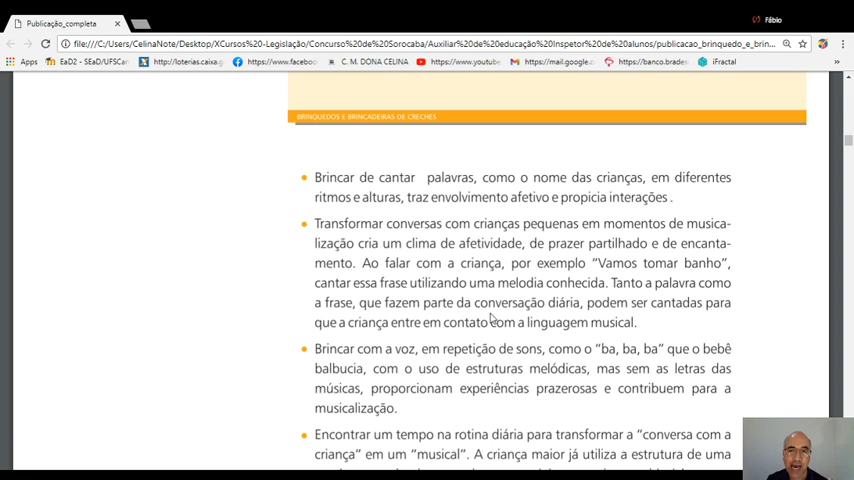 Publicação_completa
Fábio
file:///C:/Users/CelinaNote/Desktop/XCursos%20-Legislação/Concurso%20de%20Sorocaba/Auxiliar%20de%20educação%20Inspetor%20de%20alunos/publicacao_brinquedo_e_brin...
Apps EaD2 - SEaD/UFSCar http://loterias.caixa.g https://www.faceboo C. M. DONA CELINA https://www.youtube https://mail.google.c https://banco.brades iFractal »
BRINQUEDOS E BRINCADEIRAS DE CRECHES
• Brincar de cantar palavras, como o nome das crianças, em diferentes
ritmos e alturas, traz envolvimento afetivo e propicia interações .
• Transformar conversas com crianças pequenas em momentos de musica-
lização cria um clima de afetividade, de prazer partilhado e de encanta-
mento. Ao falar com a criança, por exemplo “Vamos tomar banho”,
cantar essa frase utilizando uma melodia conhecida. Tanto a palavra como
a frase, que fazem parte da conversação diária, podem ser cantadas para
que a criança entre em contato com a linguagem musical.
• Brincar com a voz, em repetição de sons, como o “ba, ba, ba” que o bebê
balbucia, com o uso de estruturas melódicas, mas sem as letras das
músicas, proporcionam experiências prazerosas e contribuem para a
musicalização.
• Encontrar um tempo na rotina diária para transformar a “conversa com a
criança” em um “musical”. A criança maior já utiliza a estrutura de uma